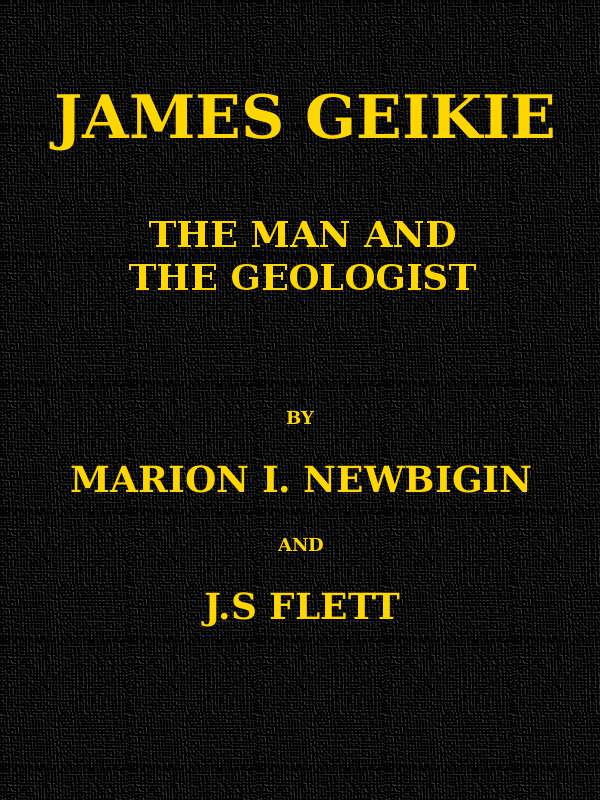 JAMES GEIKIE
THE MAN AND
THE GEOLOGIST
BY
MARION I. NEWBIGIN
AND
J.S FLETT